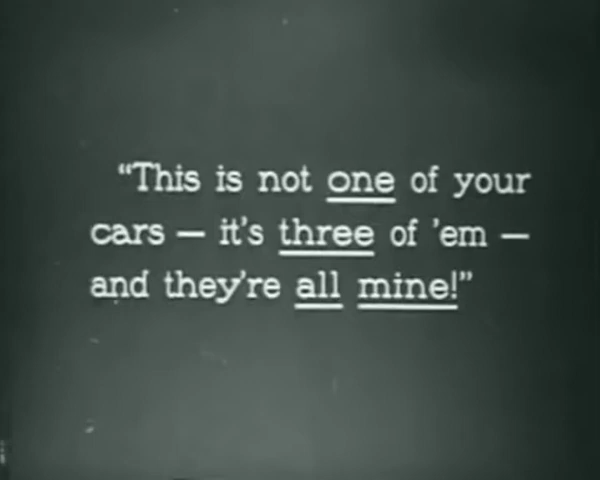 “This is not one of your
cars — it's three of 'em —
and they're all mine!”